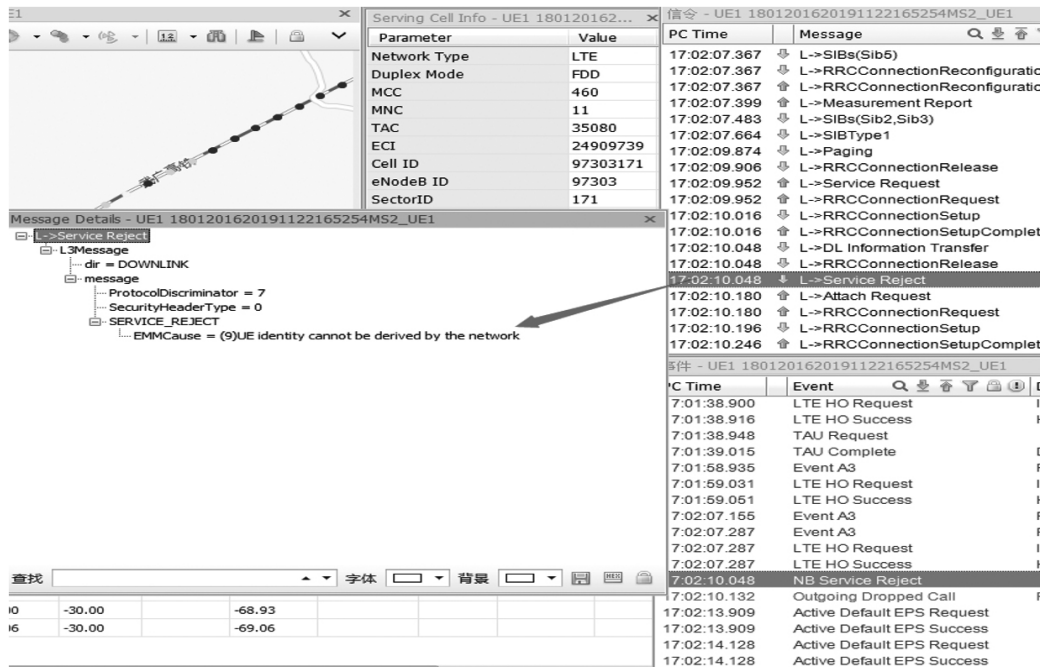 E1
Serving Cell Info - UE1 180120162...
Parameter Value
Network Type LTE
Duplex Mode FDD
MCC 460
MNC 11
TAC 35080
ECI 24909739
Cell ID 97303171
eNodeB ID 97303
SectorID 171
信令 - UE1 18012016201911221652​54MS2_UE1
PC Time Message
17:02:07.367 L->SIBs(Sib5)
17:02:07.367 L->RRCConnectionReconfiguratio
17:02:07.367 L->RRCConnectionReconfiguratio
17:02:07.399 L->Measurement Report
17:02:07.483 L->SIBs(Sib2,Sib3)
17:02:07.664 L->SIBType1
17:02:09.874 L->Paging
17:02:09.906 L->RRCConnectionRelease
17:02:09.952 L->Service Request
17:02:09.952 L->RRCConnectionRequest
17:02:10.016 L->RRCConnectionSetup
17:02:10.016 L->RRCConnectionSetupComplet
17:02:10.048 L->DL Information Transfer
17:02:10.048 L->RRCConnectionRelease
17:02:10.048 L->Service Reject
17:02:10.180 L->Attach Request
17:02:10.180 L->RRCConnectionRequest
17:02:10.196 L->RRCConnectionSetup
17:02:10.246 L->RRCConnectionSetupComplet
Message Details - UE1 18012016201911221652​54MS2_UE1
L->Service Reject
L3Message
dir = DOWNLINK
message
ProtocolDiscriminator = 7
SecurityHeaderType = 0
SERVICE_REJECT
EMMCause = (9)UE identity cannot be derived by the network
查找 字体 背景
00 -30.00 -68.93
06 -30.00 -69.06
事件 - UE1 18012016201911221652​54MS2_UE1
PC Time Event
7:01:38.900 LTE HO Request
7:01:38.916 LTE HO Success
7:01:38.948 TAU Request
7:01:39.015 TAU Complete
7:01:58.935 Event A3
7:01:59.031 LTE HO Request
7:01:59.051 LTE HO Success
7:02:07.155 Event A3
7:02:07.287 Event A3
7:02:07.287 LTE HO Request
7:02:07.287 LTE HO Success
7:02:10.048 NB Service Reject
17:02:10.132 Outgoing Dropped Call
17:02:13.909 Active Default EPS Request
17:02:13.909 Active Default EPS Success
17:02:14.128 Active Default EPS Request
17:02:14.128 Active Default EPS Success